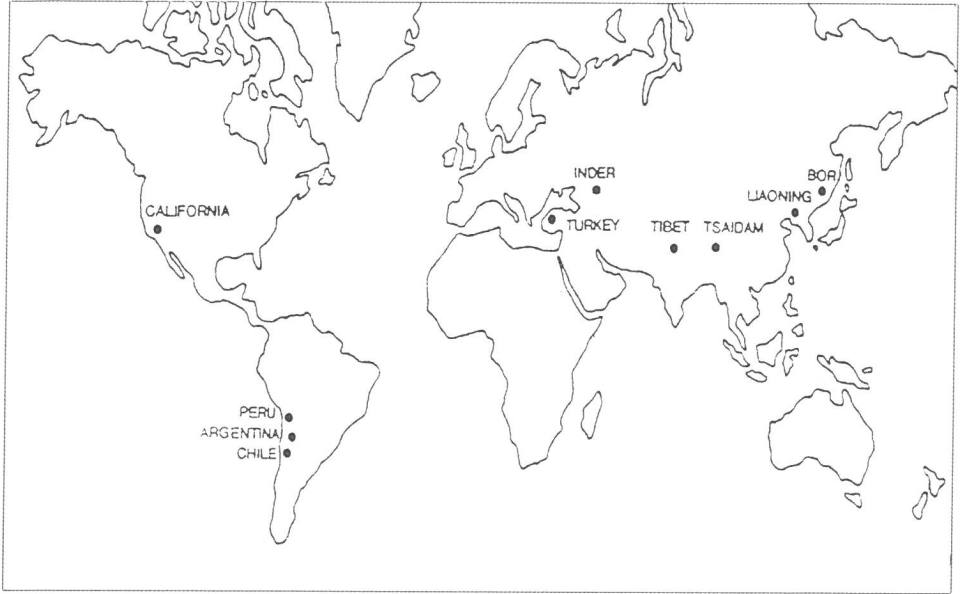 INDER
BOR
LIAONING
CALIFORNIA
TURKEY
TIBET
TSAIDAM
PERU
ARGENTINA
CHILE